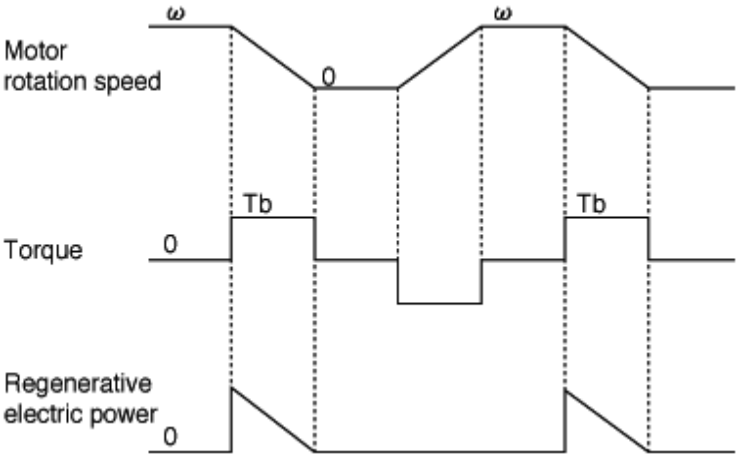 ω
ω
Motor
rotation speed
0
Tb
Tb
Torque
0
Regenerative
electric power
0